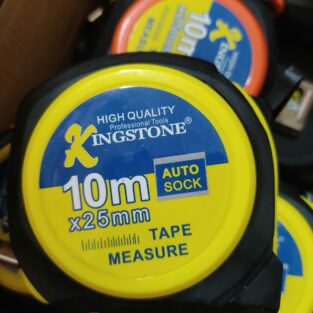 10m
HIGH QUALITY
Professional Tools
KINGSTONE®
10m
x25mm
AUTO
SOCK
TAPE
MEASURE